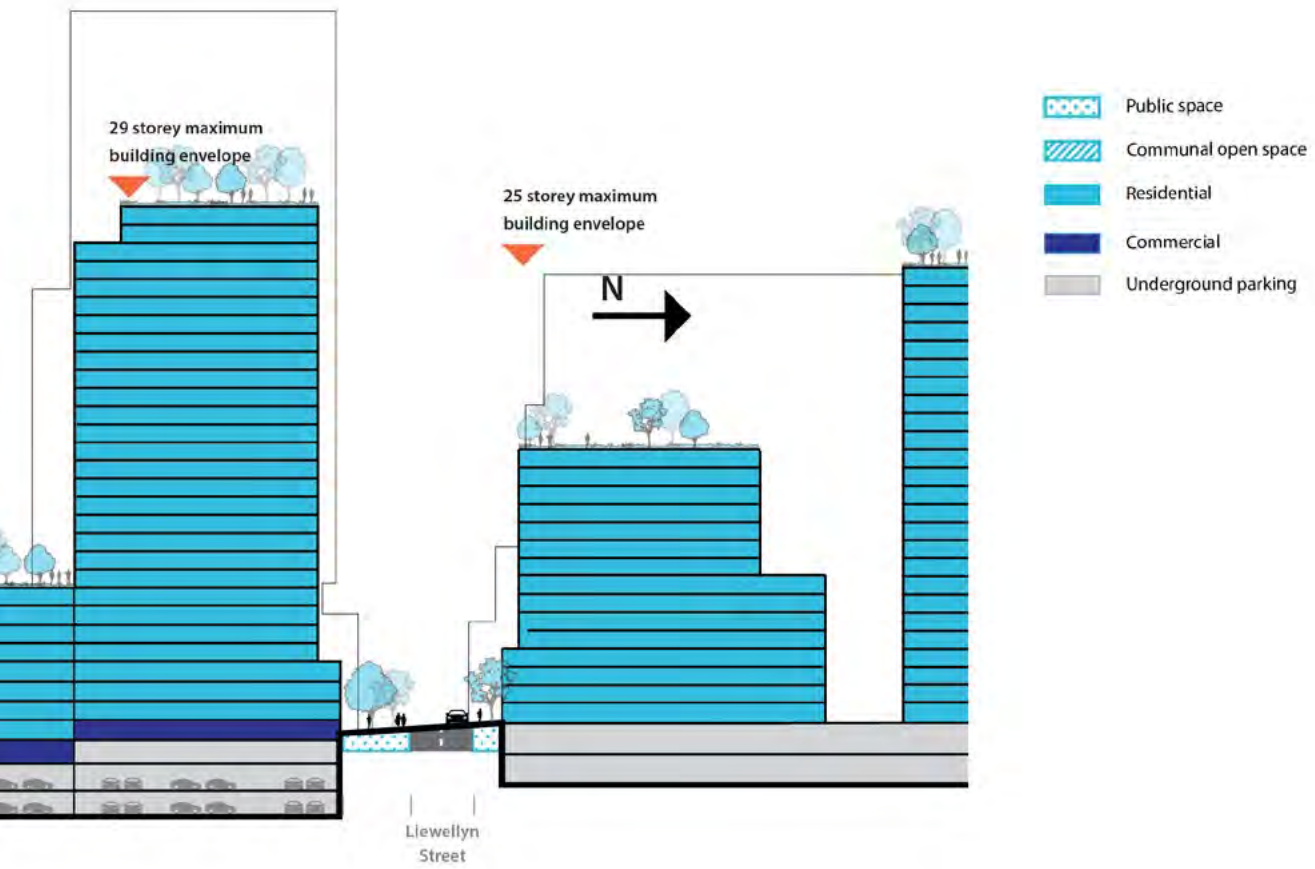 29 storey maximum
building envelope
25 storey maximum
building envelope
N
Public space
Communal open space
Residential
Commercial
Underground parking
Llewellyn
Street